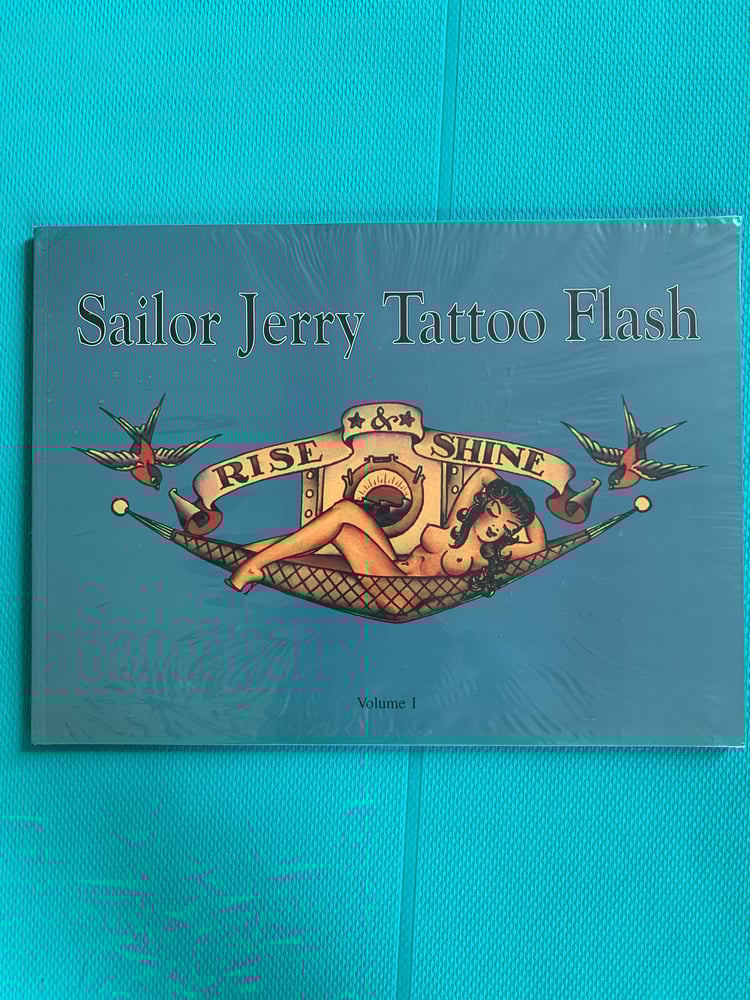 Sailor Jerry Tattoo Flash
RISE & SHINE
Volume 1